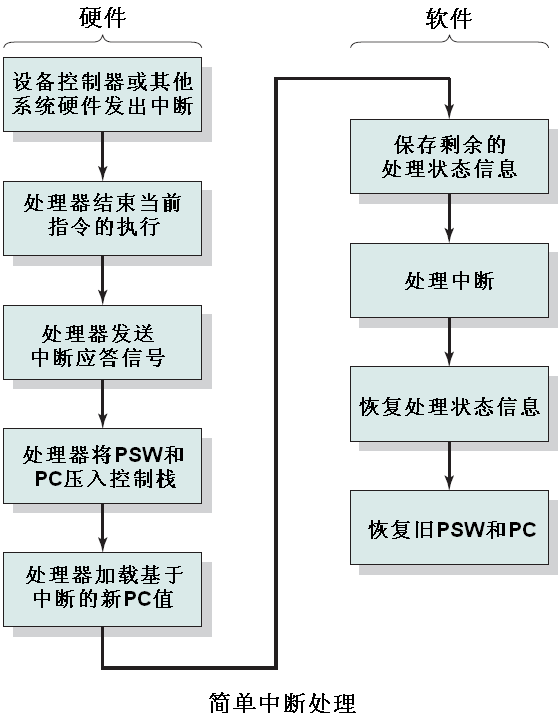 硬件
设备控制器或其他
系统硬件发出中断
处理器结束当前
指令的执行
处理器发送
中断应答信号
处理器将PSW和
PC压入控制栈
处理器加载基于
中断的新PC值
软件
保存剩余的
处理状态信息
处理中断
恢复处理状态信息
恢复旧PSW和PC
简单中断处理